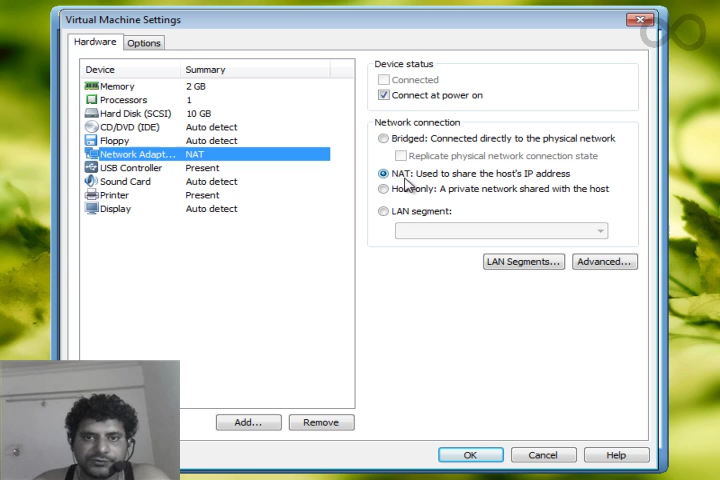 Virtual Machine Settings
Hardware
Options
Device Summary
Memory 2 GB
Processors 1
Hard Disk (SCSI) 10 GB
CD/DVD (IDE) Auto detect
Floppy Auto detect
Network Adapt... NAT
USB Controller Present
Sound Card Auto detect
Printer Present
Display Auto detect
Add...
Remove
Device status
Connected
Connect at power on
Network connection
Bridged: Connected directly to the physical network
Replicate physical network connection state
NAT: Used to share the host's IP address
only: A private network shared with the host
LAN segment:
LAN Segments...
Advanced...
OK
Cancel
Help